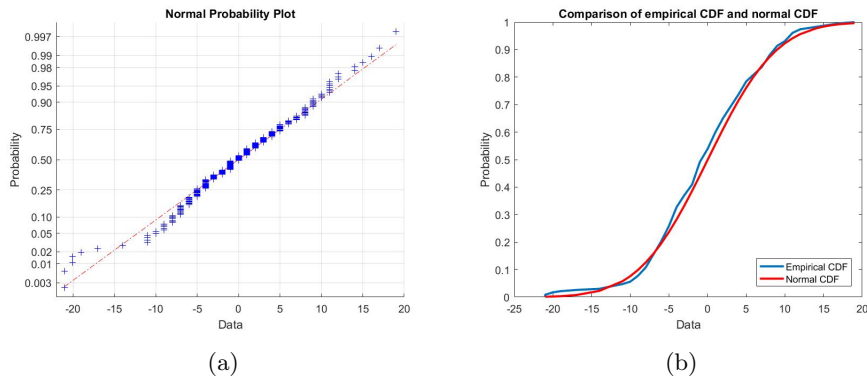 Normal Probability Plot
0.997
0.99
0.98
0.95
0.90
0.75
0.50
0.25
0.10
0.05
0.02
0.01
0.003
Probability
-20 -15 -10 -5 0 5 10 15 20
Data
(a)
Comparison of empirical CDF and normal CDF
1
0.9
0.8
0.7
0.6
0.5
0.4
0.3
0.2
0.1
0
Probability
Empirical CDF
Normal CDF
-25 -20 -15 -10 -5 0 5 10 15 20
Data
(b)